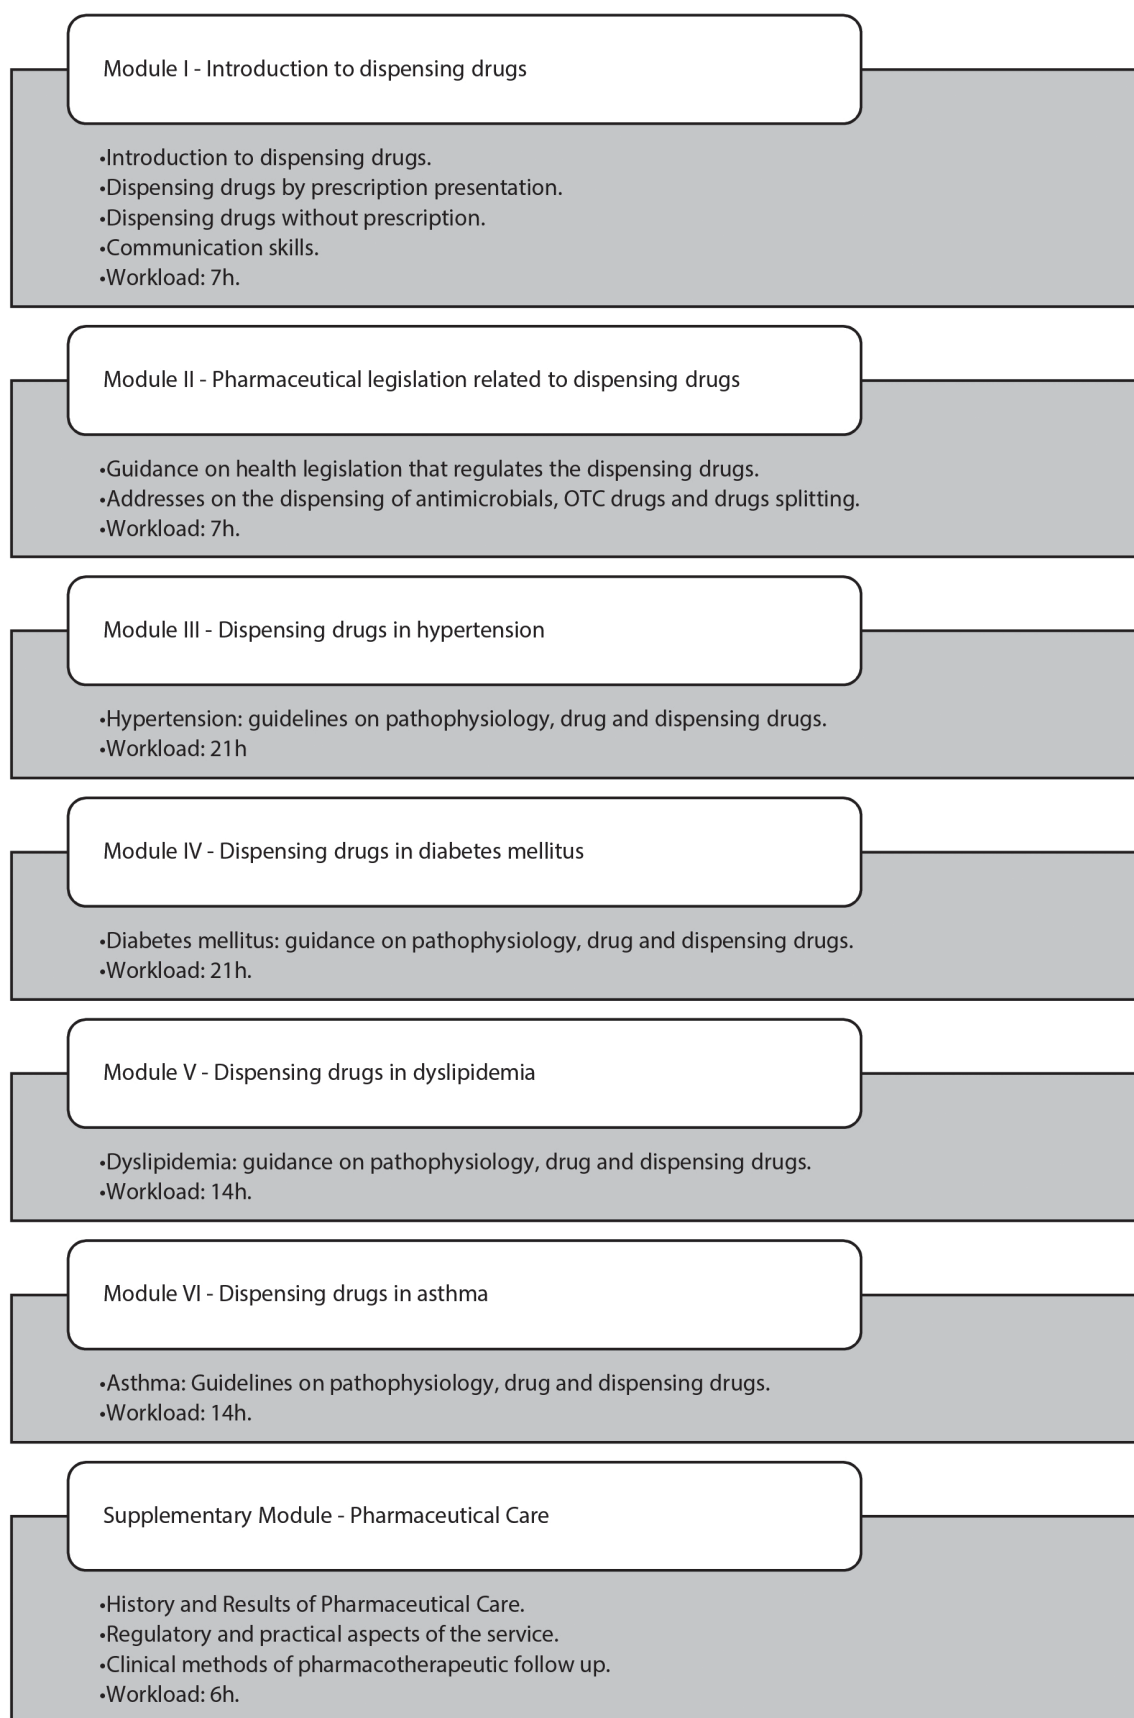 Module I - Introduction to dispensing drugs
•Introduction to dispensing drugs.
•Dispensing drugs by prescription presentation.
•Dispensing drugs without prescription.
•Communication skills.
•Workload: 7h.
Module II - Pharmaceutical legislation related to dispensing drugs
•Guidance on health legislation that regulates the dispensing drugs.
•Addresses on the dispensing of antimicrobials, OTC drugs and drugs splitting.
•Workload: 7h.
Module III - Dispensing drugs in hypertension
•Hypertension: guidelines on pathophysiology, drug and dispensing drugs.
•Workload: 21h
Module IV - Dispensing drugs in diabetes mellitus
•Diabetes mellitus: guidance on pathophysiology, drug and dispensing drugs.
•Workload: 21h.
Module V - Dispensing drugs in dyslipidemia
•Dyslipidemia: guidance on pathophysiology, drug and dispensing drugs.
•Workload: 14h.
Module VI - Dispensing drugs in asthma
•Asthma: Guidelines on pathophysiology, drug and dispensing drugs.
•Workload: 14h.
Supplementary Module - Pharmaceutical Care
•History and Results of Pharmaceutical Care.
•Regulatory and practical aspects of the service.
•Clinical methods of pharmacotherapeutic follow up.
•Workload: 6h.